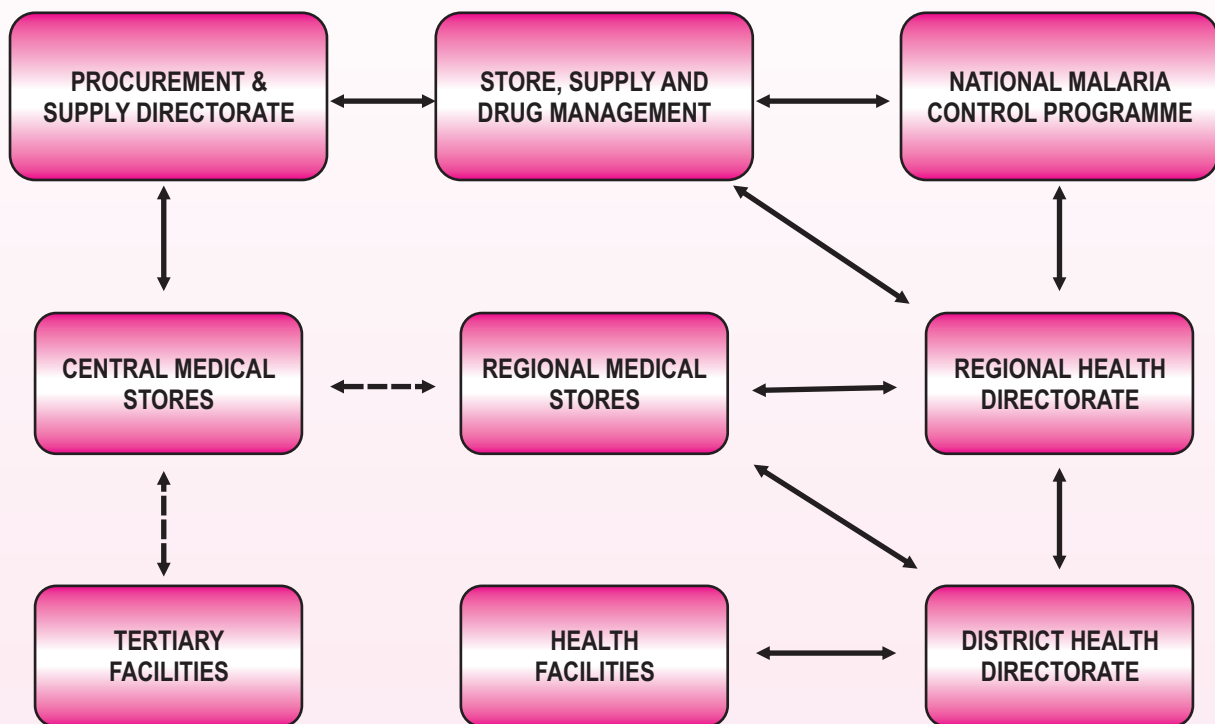 PROCUREMENT &
SUPPLY DIRECTORATE
STORE, SUPPLY AND
DRUG MANAGEMENT
NATIONAL MALARIA
CONTROL PROGRAMME
CENTRAL MEDICAL
STORES
REGIONAL MEDICAL
STORES
REGIONAL HEALTH
DIRECTORATE
TERTIARY
FACILITIES
HEALTH
FACILITIES
DISTRICT HEALTH
DIRECTORATE